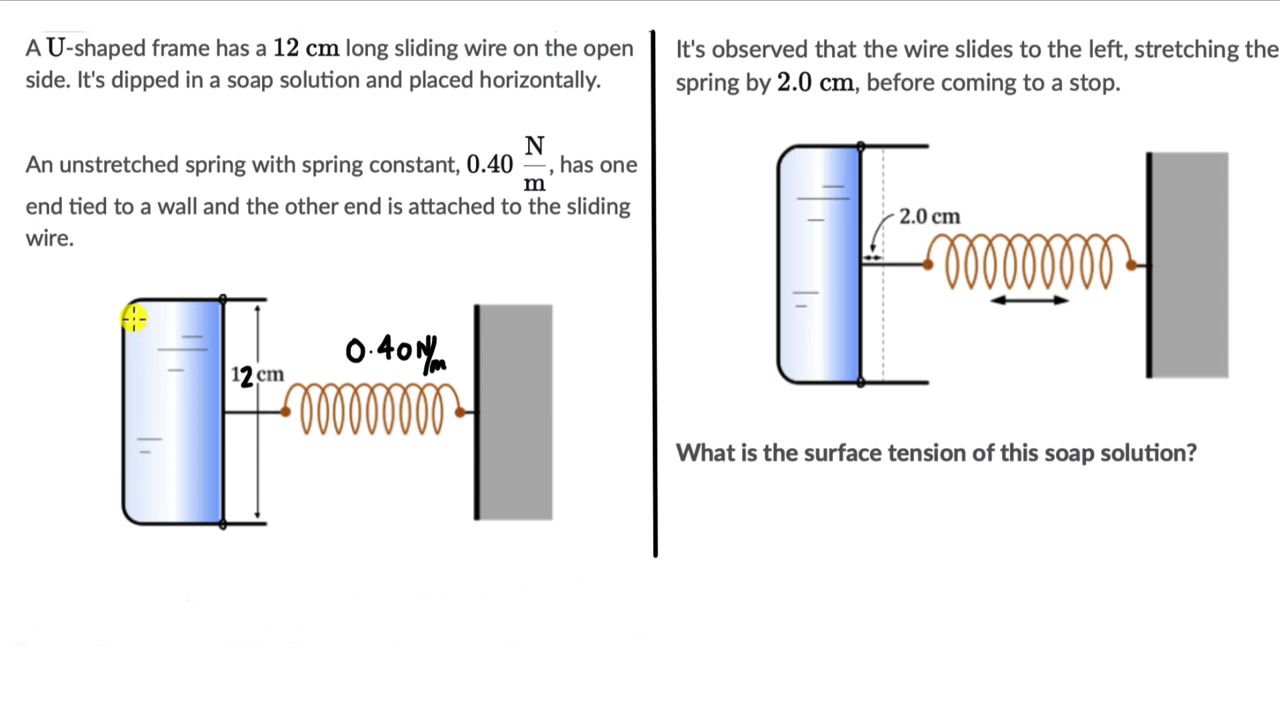 A U-shaped frame has a 12 cm long sliding wire on the open
side. It's dipped in a soap solution and placed horizontally.
An unstretched spring with spring constant, 0.40 N/m, has one
end tied to a wall and the other end is attached to the sliding
wire.
0.40 N/m
12 cm
It's observed that the wire slides to the left, stretching the
spring by 2.0 cm, before coming to a stop.
2.0 cm
What is the surface tension of this soap solution?